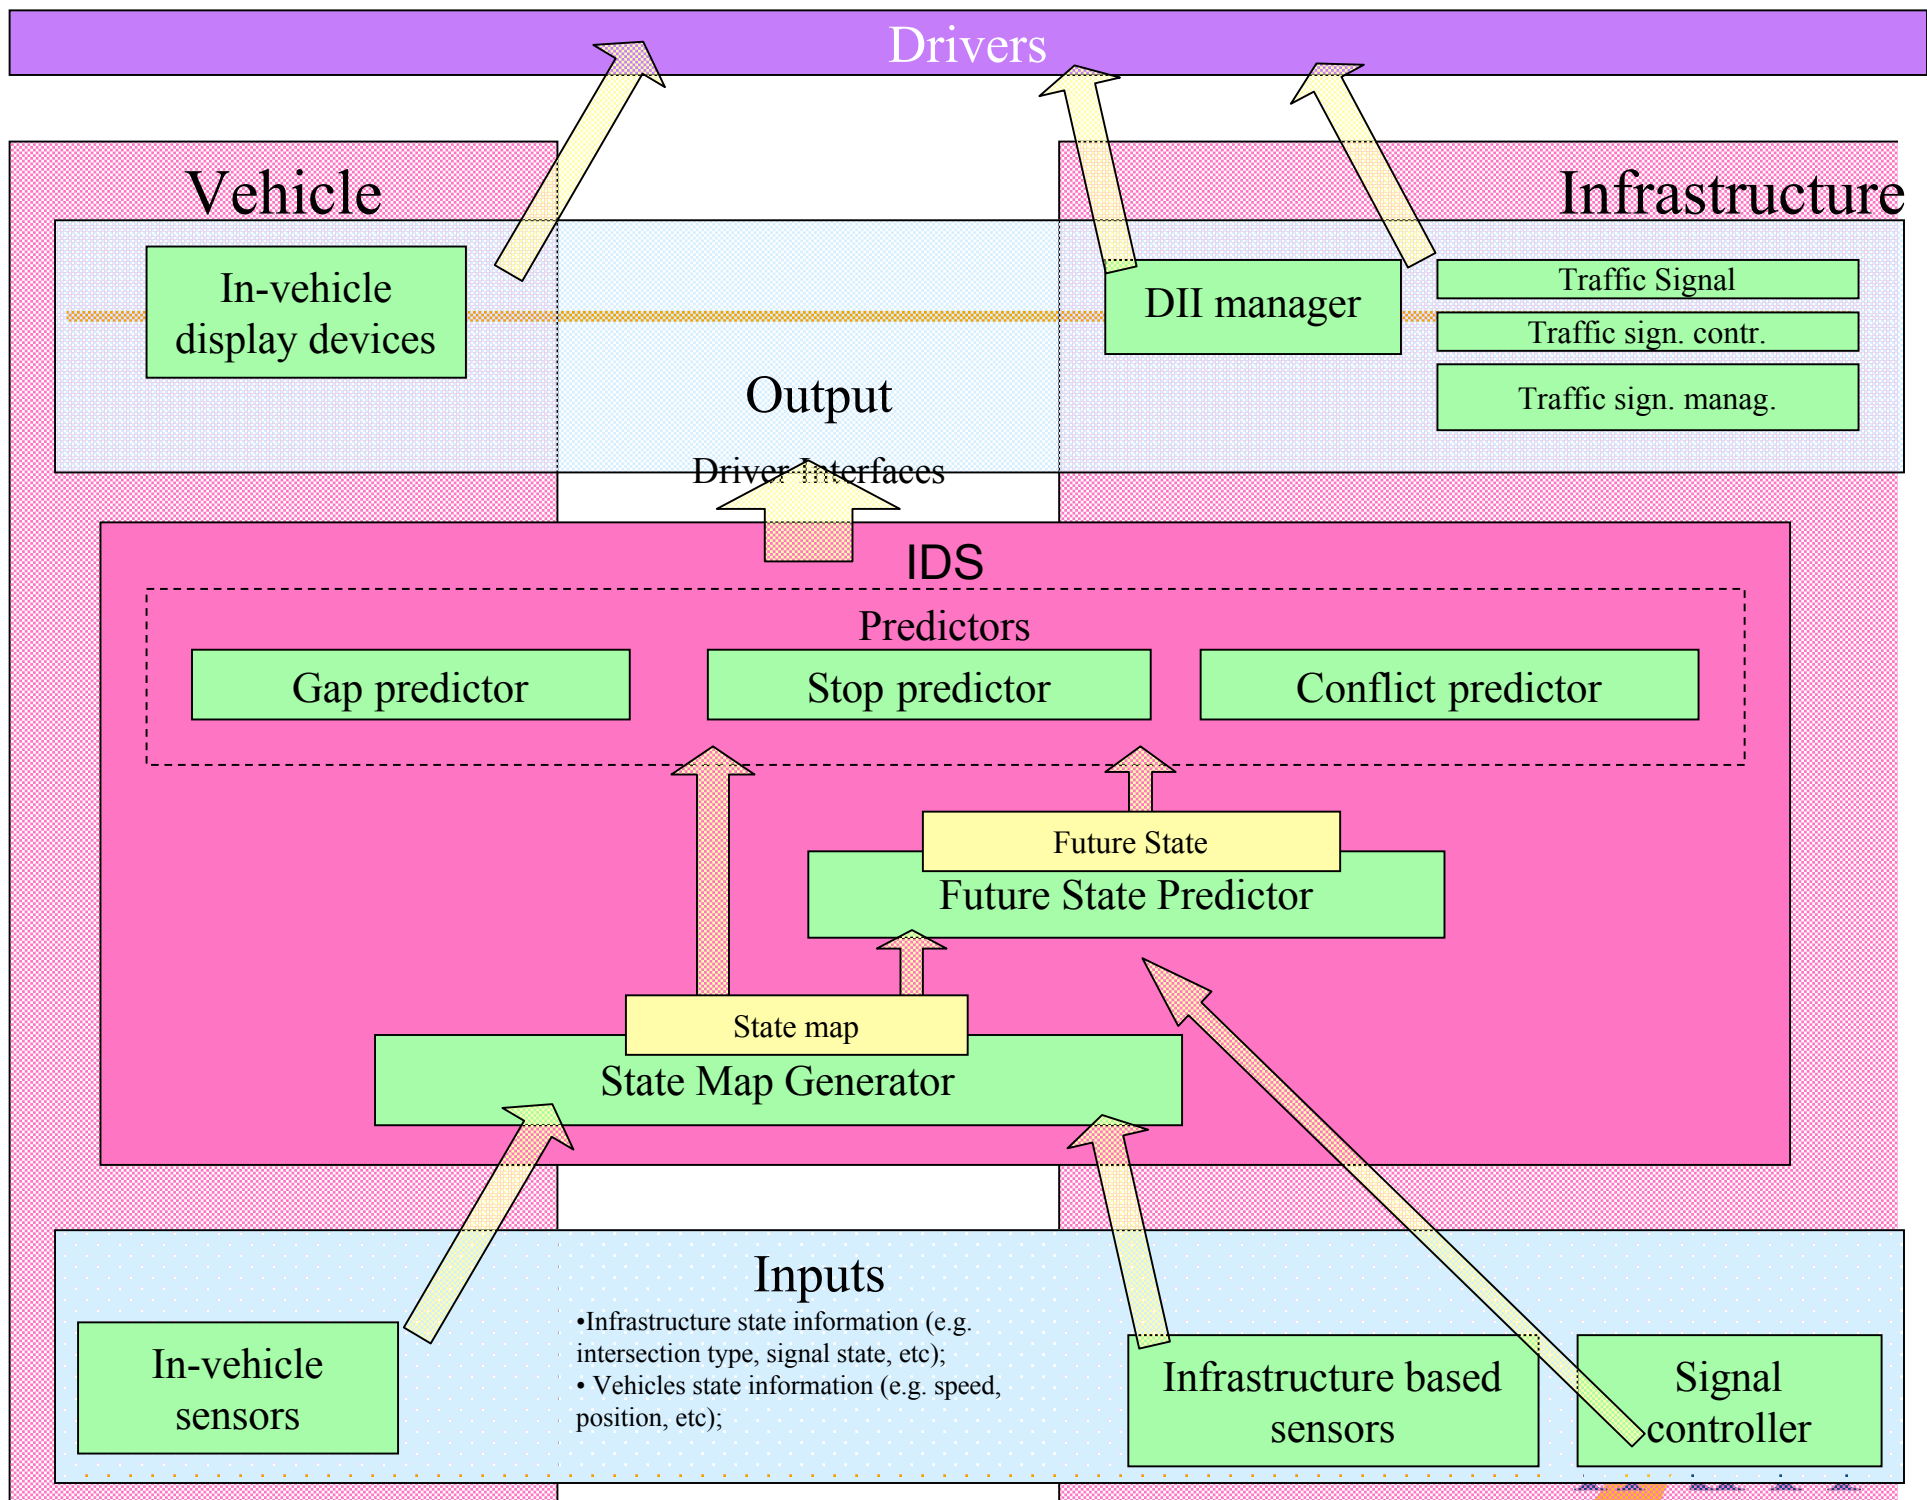 Drivers
Vehicle
Infrastructure
In-vehicle
display devices
DII manager
Traffic Signal
Traffic sign. contr.
Traffic sign. manag.
Output
Driver Interfaces
IDS
Predictors
Gap predictor
Stop predictor
Conflict predictor
Future State
Future State Predictor
State map
State Map Generator
Inputs
•Infrastructure state information (e.g.
intersection type, signal state, etc);
• Vehicles state information (e.g. speed,
position, etc);
In-vehicle
sensors
Infrastructure based
sensors
Signal
controller